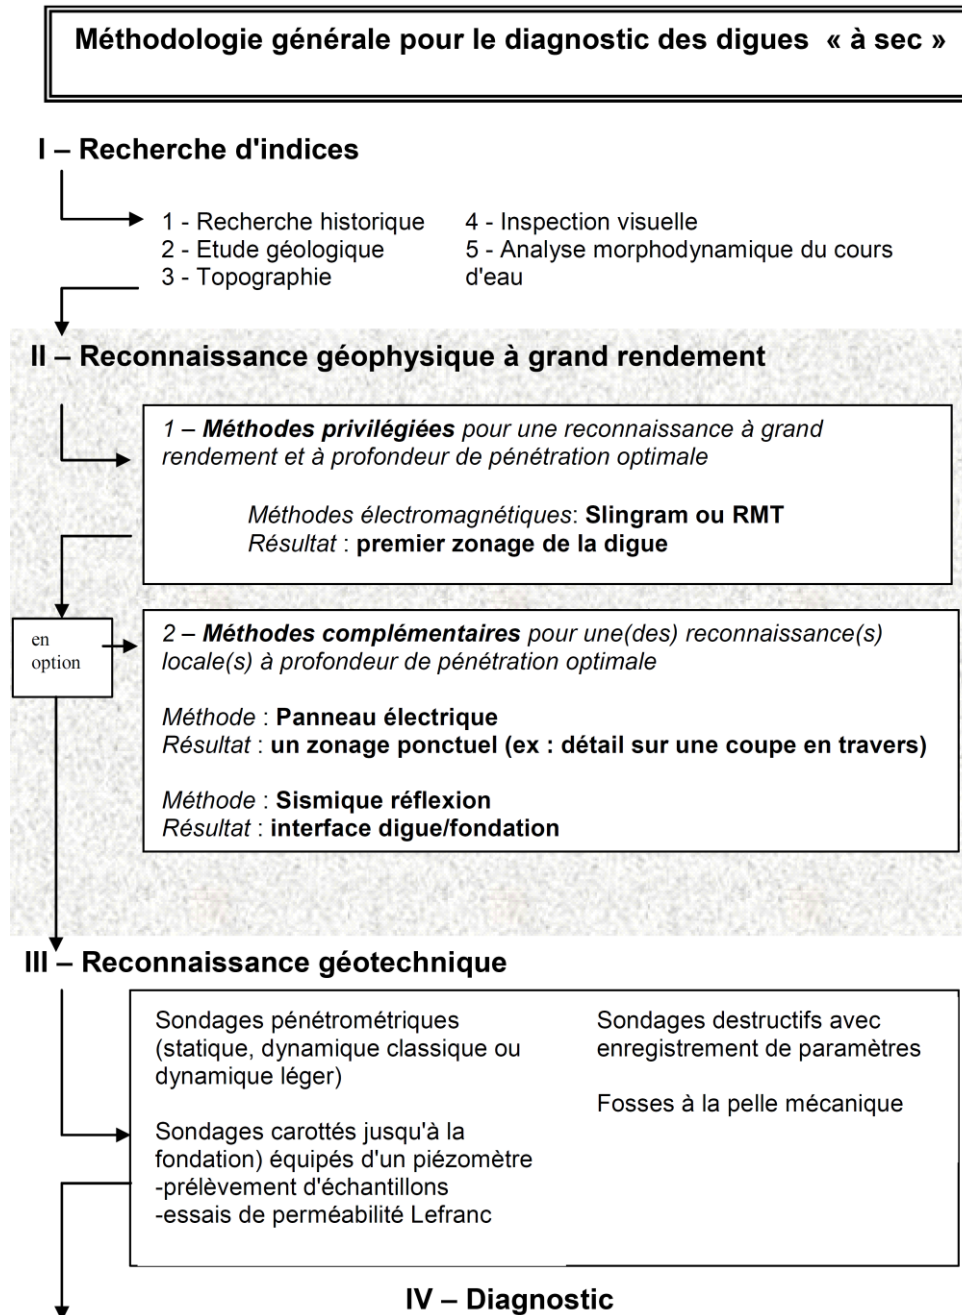 Méthodologie générale pour le diagnostic des digues « à sec »
I – Recherche d'indices
1 - Recherche historique
2 - Etude géologique
3 - Topographie
4 - Inspection visuelle
5 - Analyse morphodynamique du cours
d'eau
II – Reconnaissance géophysique à grand rendement
1 – Méthodes privilégiées pour une reconnaissance à grand
rendement et à profondeur de pénétration optimale
Méthodes électromagnétiques: Slingram ou RMT
Résultat : premier zonage de la digue
en
option
2 – Méthodes complémentaires pour une(des) reconnaissance(s)
locale(s) à profondeur de pénétration optimale
Méthode : Panneau électrique
Résultat : un zonage ponctuel (ex : détail sur une coupe en travers)
Méthode : Sismique réflexion
Résultat : interface digue/fondation
III – Reconnaissance géotechnique
Sondages pénétrométriques
(statique, dynamique classique ou
dynamique léger)
Sondages carottés jusqu'à la
fondation) équipés d'un piézomètre
-prélèvement d'échantillons
-essais de perméabilité Lefranc
Sondages destructifs avec
enregistrement de paramètres
Fosses à la pelle mécanique
IV – Diagnostic